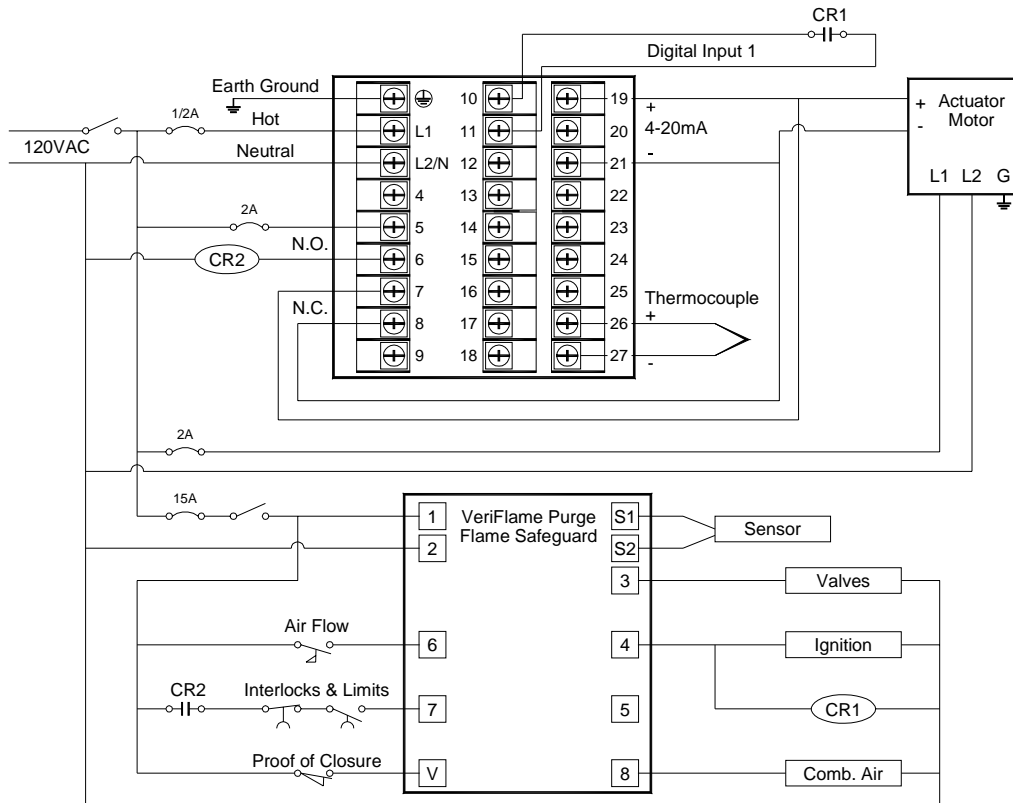 CR1
Digital Input 1
Earth Ground
10
19
+
4-20mA
-
+ Actuator
- Motor
L1 L2 G
1/2A
Hot
L1
11
20
120VAC
Neutral
L2/N
12
21
4
13
22
2A
5
14
23
N.O.
CR2
6
15
24
7
16
25
N.C.
8
17
26
Thermocouple
+
9
18
27
-
2A
15A
1
VeriFlame Purge
Flame Safeguard
S1
Sensor
2
S2
3
Valves
Air Flow
6
4
Ignition
CR2
Interlocks & Limits
7
5
CR1
Proof of Closure
V
8
Comb. Air